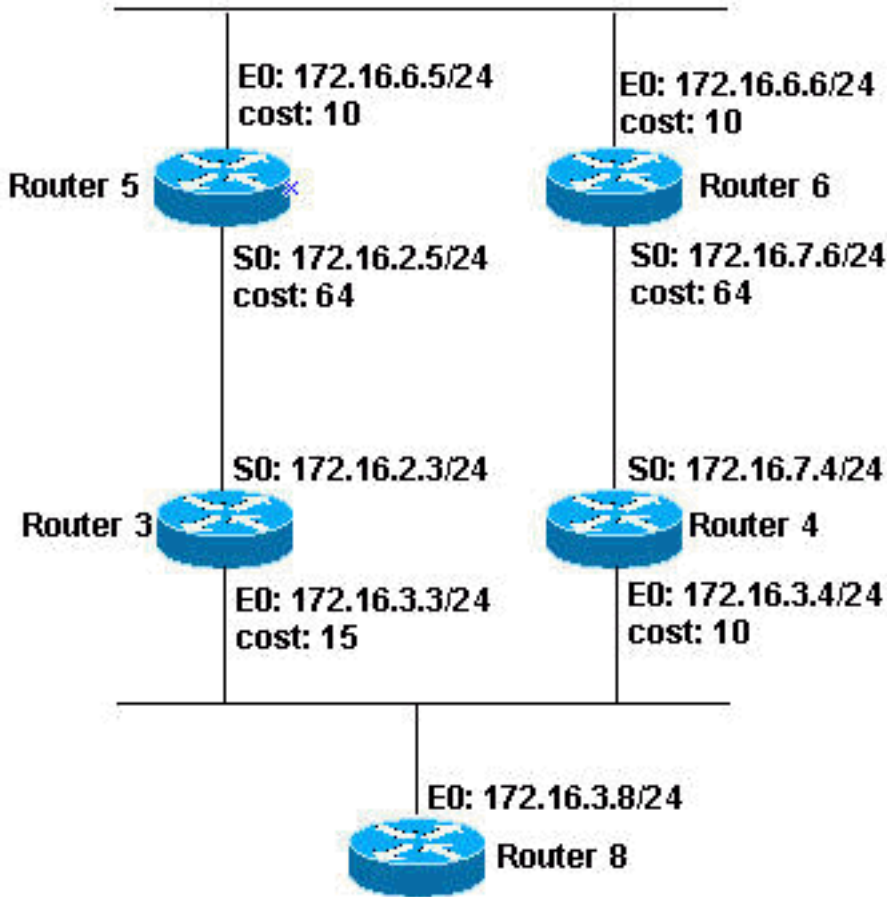 E0: 172.16.6.5/24
cost: 10
E0: 172.16.6.6/24
cost: 10
Router 5
Router 6
S0: 172.16.2.5/24
cost: 64
S0: 172.16.7.6/24
cost: 64
S0: 172.16.2.3/24
S0: 172.16.7.4/24
Router 3
Router 4
E0: 172.16.3.3/24
cost: 15
E0: 172.16.3.4/24
cost: 10
E0: 172.16.3.8/24
Router 8